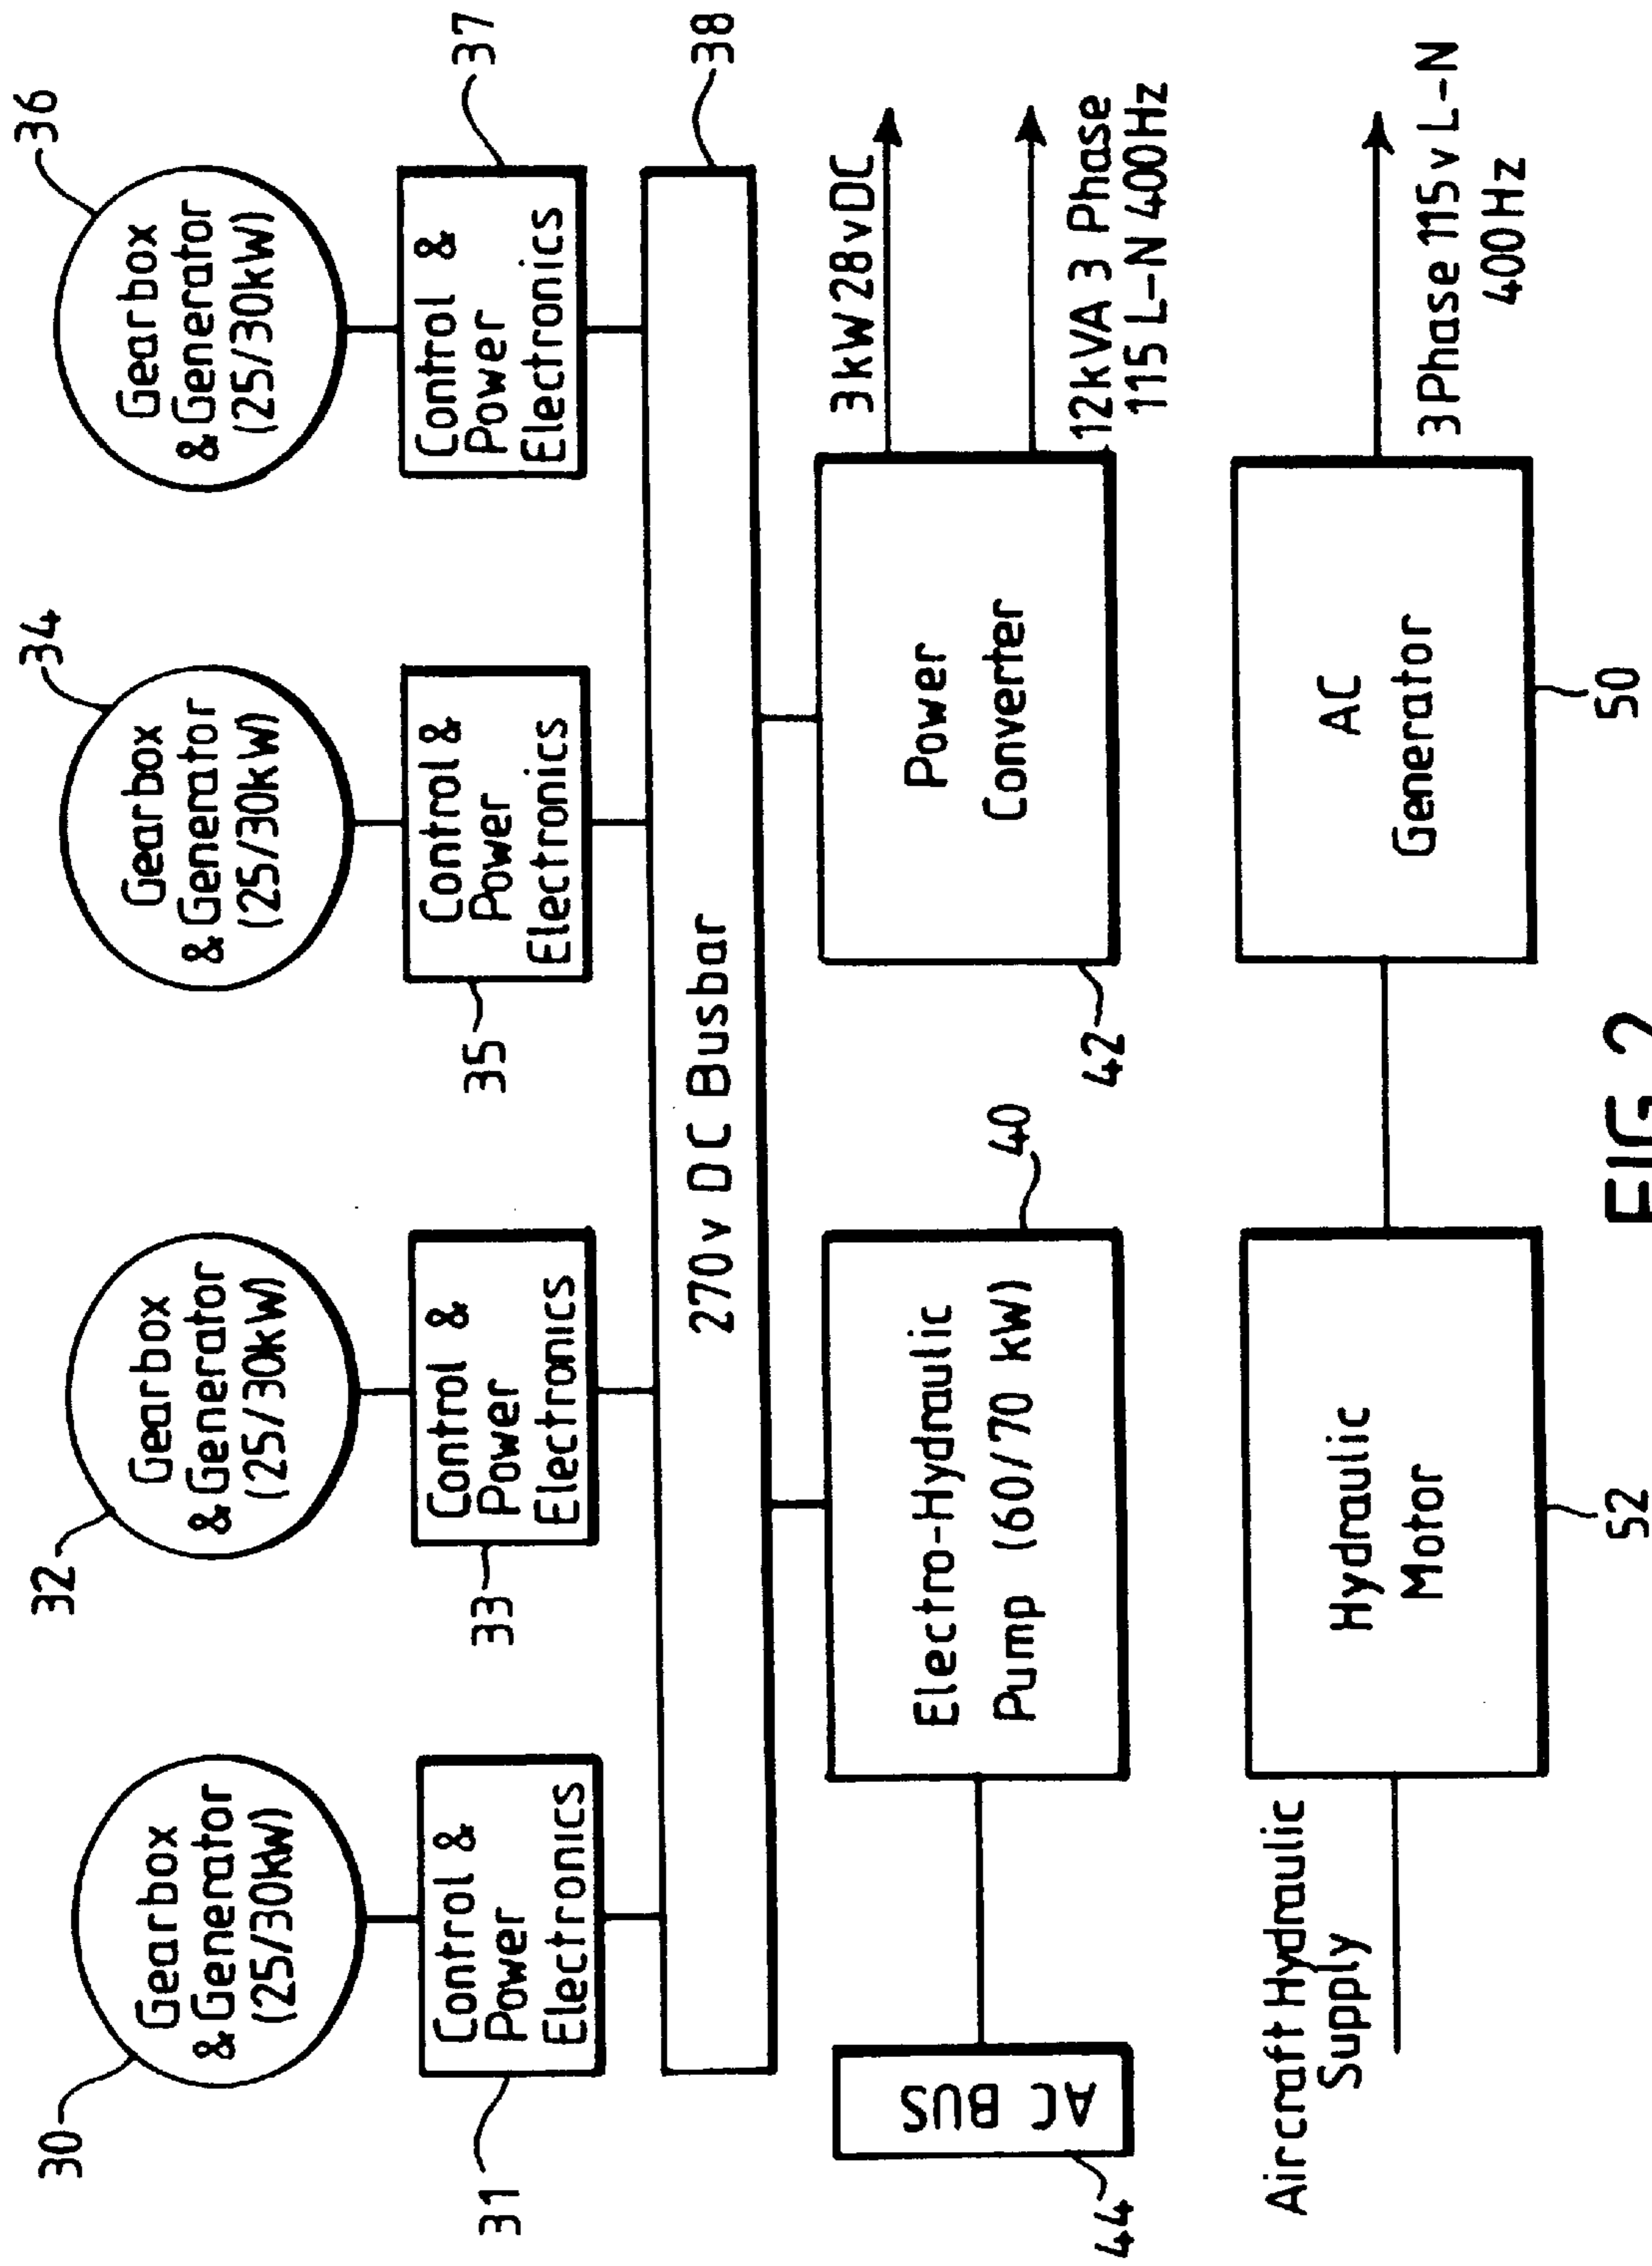 30
Gearbox
& Generator
(25/30kW)
32
Gearbox
& Generator
(25/30kW)
34
Gearbox
& Generator
(25/30kW)
36
Gearbox
& Generator
(25/30kW)
31
Control &
Power
Electronics
33
Control &
Power
Electronics
35
Control &
Power
Electronics
37
Control &
Power
Electronics
270v DC Busbar
38
44
AC BUS
Electro-Hydraulic
Pump (60/70 kW)
40
42
Power
Converter
3kW 28v DC
12kVA 3 Phase
115 L-N 400Hz
Aircraft Hydraulic
Supply
Hydraulic
Motor
52
AC
Generator
50
3Phase 115v L-N
400Hz
FIG. 2